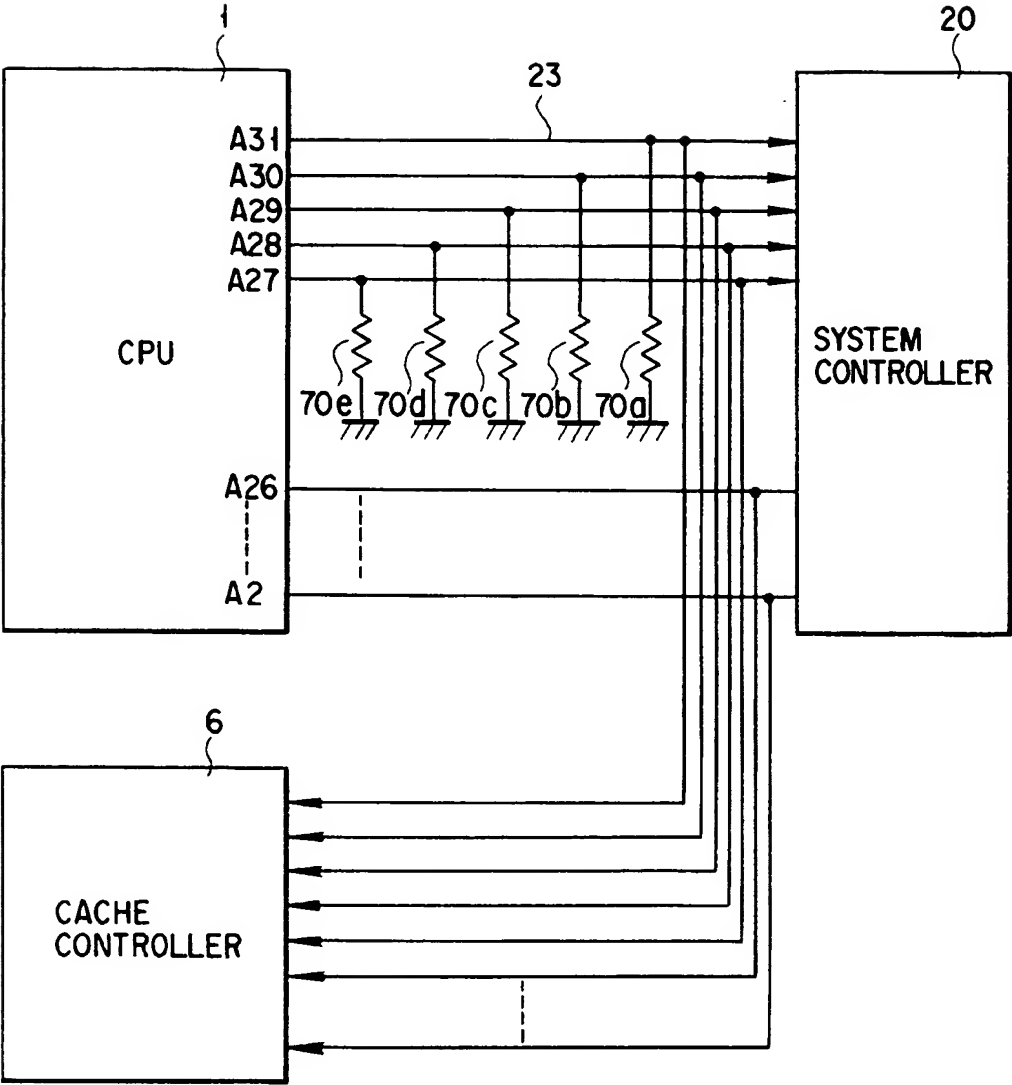 1
20
23
A31
A30
A29
A28
A27
CPU
SYSTEM
CONTROLLER
70e
70d
70c
70b
70a
A26
A2
6
CACHE
CONTROLLER